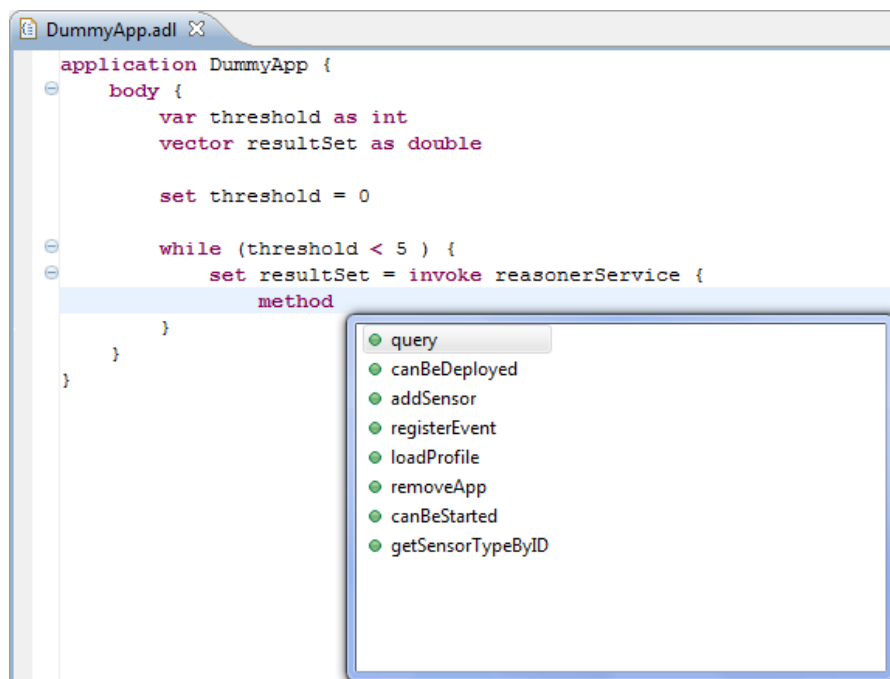 DummyApp.adl
application DummyApp {
body {
var threshold as int
vector resultSet as double
set threshold = 0
while (threshold < 5 ) {
set resultSet = invoke reasonerService {
method
}
}
}
query
canBeDeployed
addSensor
registerEvent
loadProfile
removeApp
canBeStarted
getSensorTypeByID